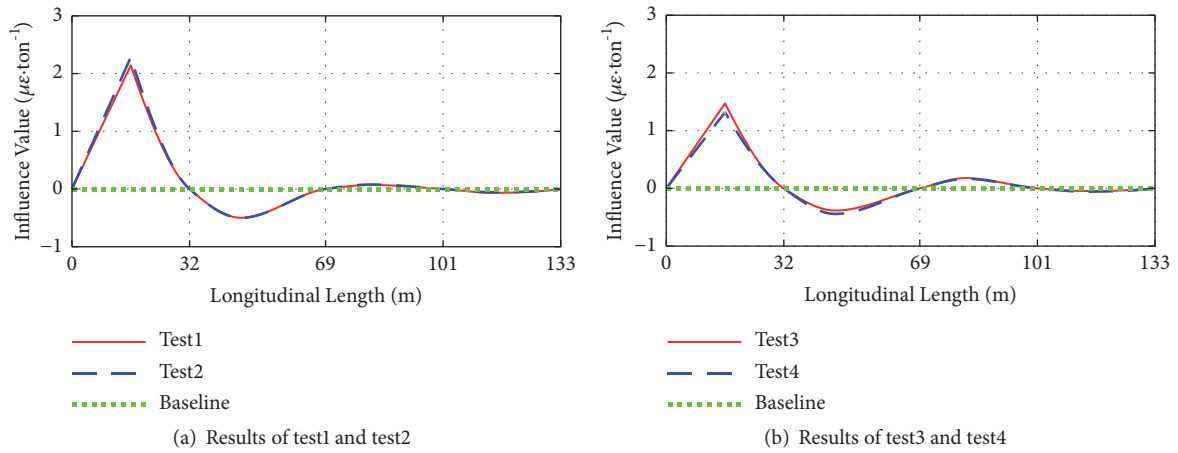 3
2
1
0
−1
Influence Value (με·ton-1)
0 32 69 101 133
Longitudinal Length (m)
Test1
Test2
Baseline
(a) Results of test1 and test2
3
2
1
0
−1
Influence Value (με·ton-1)
0 32 69 101 133
Longitudinal Length (m)
Test3
Test4
Baseline
(b) Results of test3 and test4